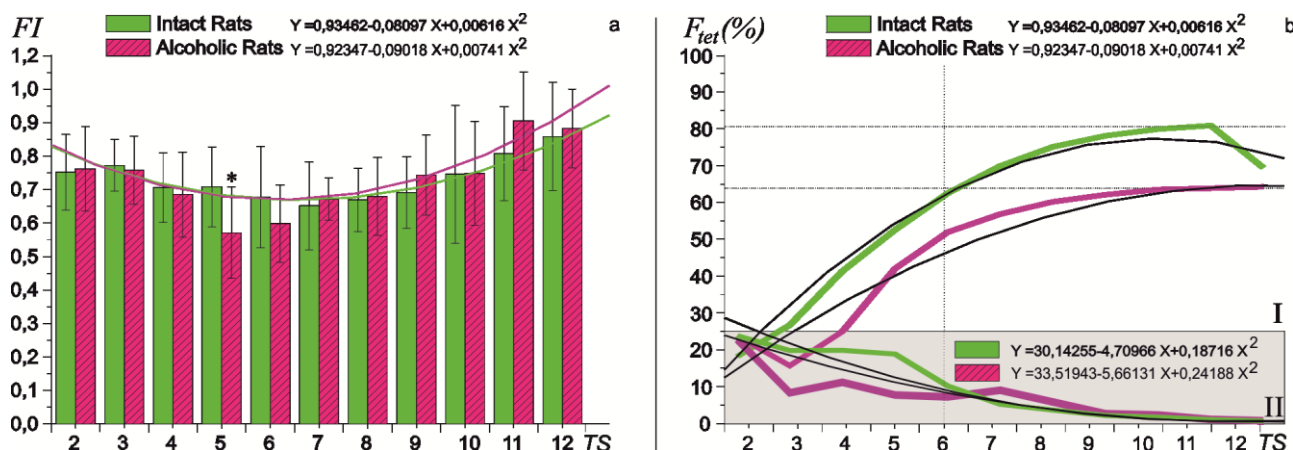 FI
Intact Rats Y=0,93462-0,08097 X+0,00616 X²
a
Alcoholic Rats Y=0,92347-0,09018 X+0,00741 X²
1,2
1,1
1,0
0,9
0,8
0,7
0,6
0,5
0,4
0,3
0,2
0,1
0,0
*
2 3 4 5 6 7 8 9 10 11 12 TS
Ftet(%)
Intact Rats Y=0,93462-0,08097 X+0,00616 X²
b
Alcoholic Rats Y=0,92347-0,09018 X+0,00741 X²
100
90
80
70
60
50
40
30
20
10
0
I
Y=30,14255-4,70966 X+0,18716 X²
Y=33,51943-5,66131 X+0,24188 X²
II
2 3 4 5 6 7 8 9 10 11 12 TS